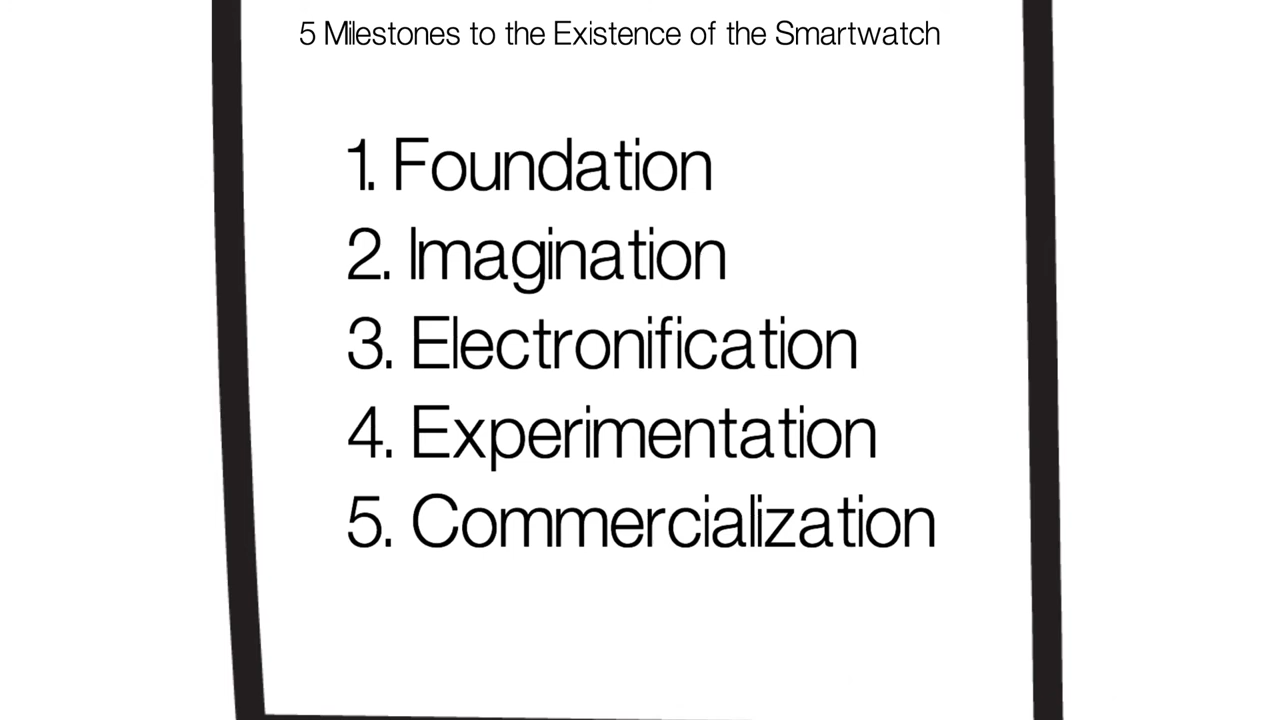 5 Milestones to the Existence of the Smartwatch
1. Foundation
2. Imagination
3. Electronification
4. Experimentation
5. Commercialization